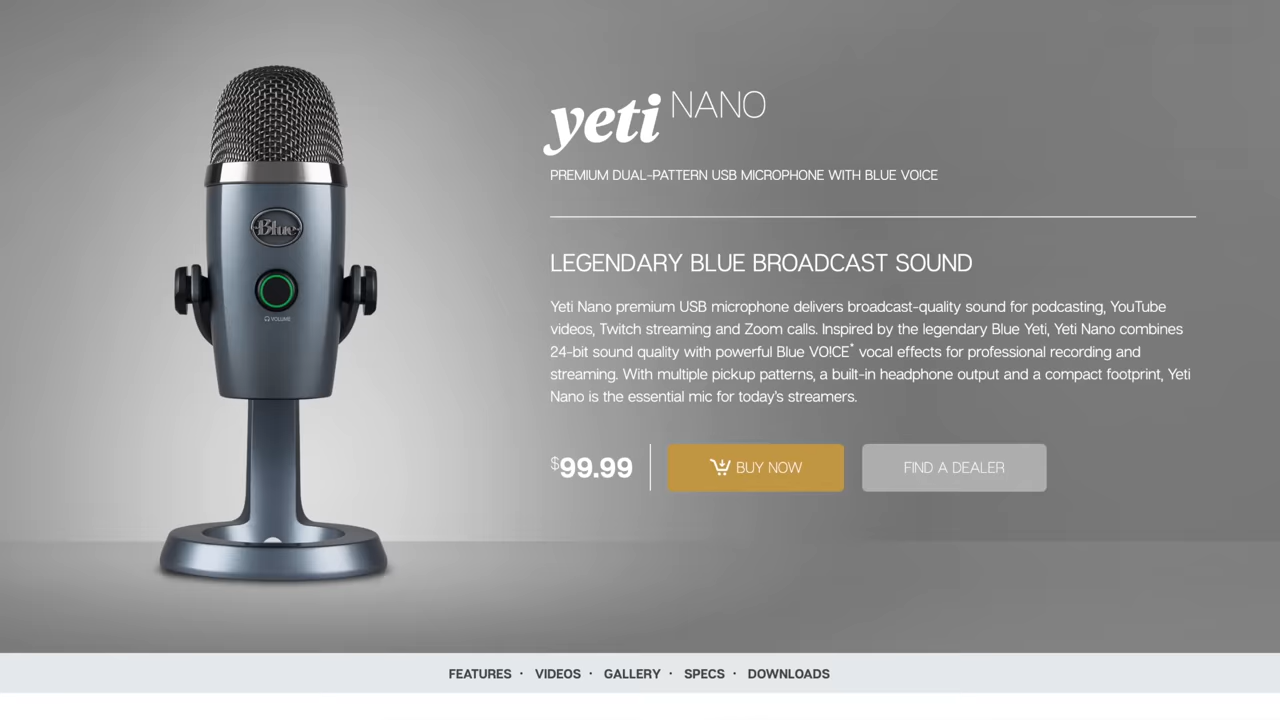 yeti NANO
PREMIUM DUAL-PATTERN USB MICROPHONE WITH BLUE VO!CE
LEGENDARY BLUE BROADCAST SOUND
Yeti Nano premium USB microphone delivers broadcast-quality sound for podcasting, YouTube
videos, Twitch streaming and Zoom calls. Inspired by the legendary Blue Yeti, Yeti Nano combines
24-bit sound quality with powerful Blue VO!CE* vocal effects for professional recording and
streaming. With multiple pickup patterns, a built-in headphone output and a compact footprint, Yeti
Nano is the essential mic for today's streamers.
$99.99
BUY NOW
FIND A DEALER
Blue
VOLUME
FEATURES · VIDEOS · GALLERY · SPECS · DOWNLOADS